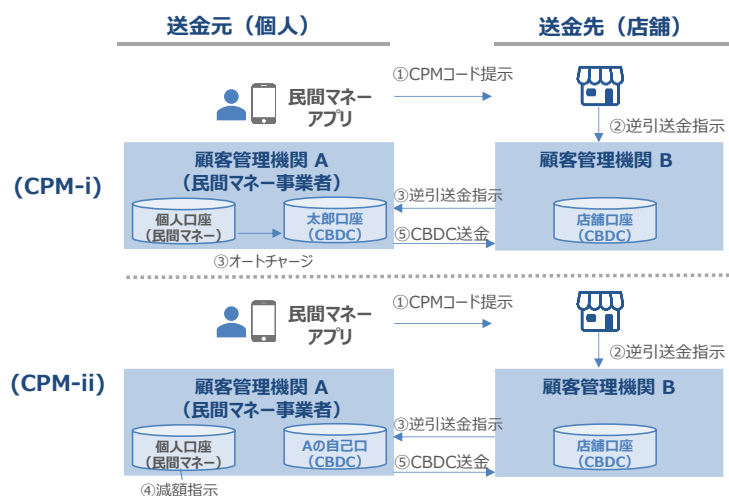 送金元（個人）
送金先（店舗）
(CPM-i)
民間マネー
アプリ
①CPMコード提示
②逆引送金指示
顧客管理機関 A
（民間マネー事業者）
顧客管理機関 B
③逆引送金指示
個人口座
（民間マネー）
太郎口座
（CBDC）
⑤CBDC送金
店舗口座
（CBDC）
③オートチャージ
(CPM-ii)
民間マネー
アプリ
①CPMコード提示
②逆引送金指示
顧客管理機関 A
（民間マネー事業者）
顧客管理機関 B
③逆引送金指示
個人口座
（民間マネー）
Aの自己口
（CBDC）
⑤CBDC送金
店舗口座
（CBDC）
④減額指示